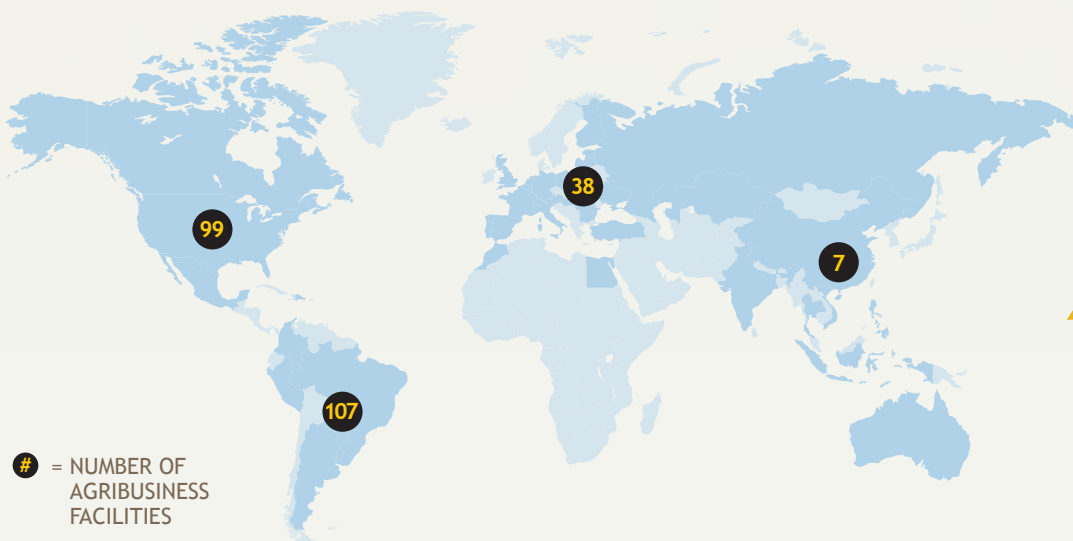 38
99
7
107
# = NUMBER OF
AGRIBUSINESS
FACILITIES